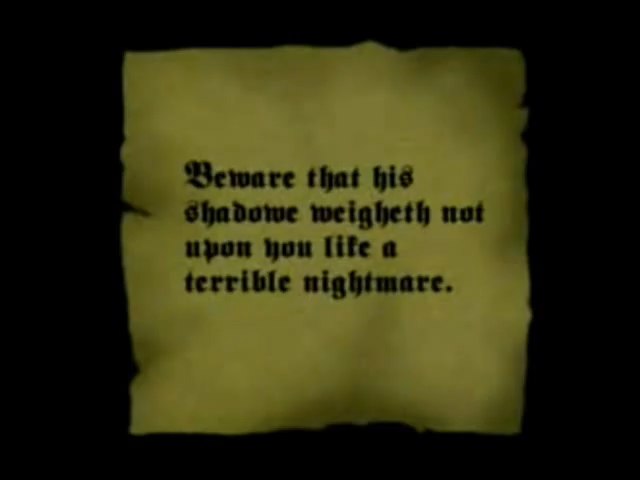 Beware that his
shadowe weigheth not
upon you like a
terrible nightmare.